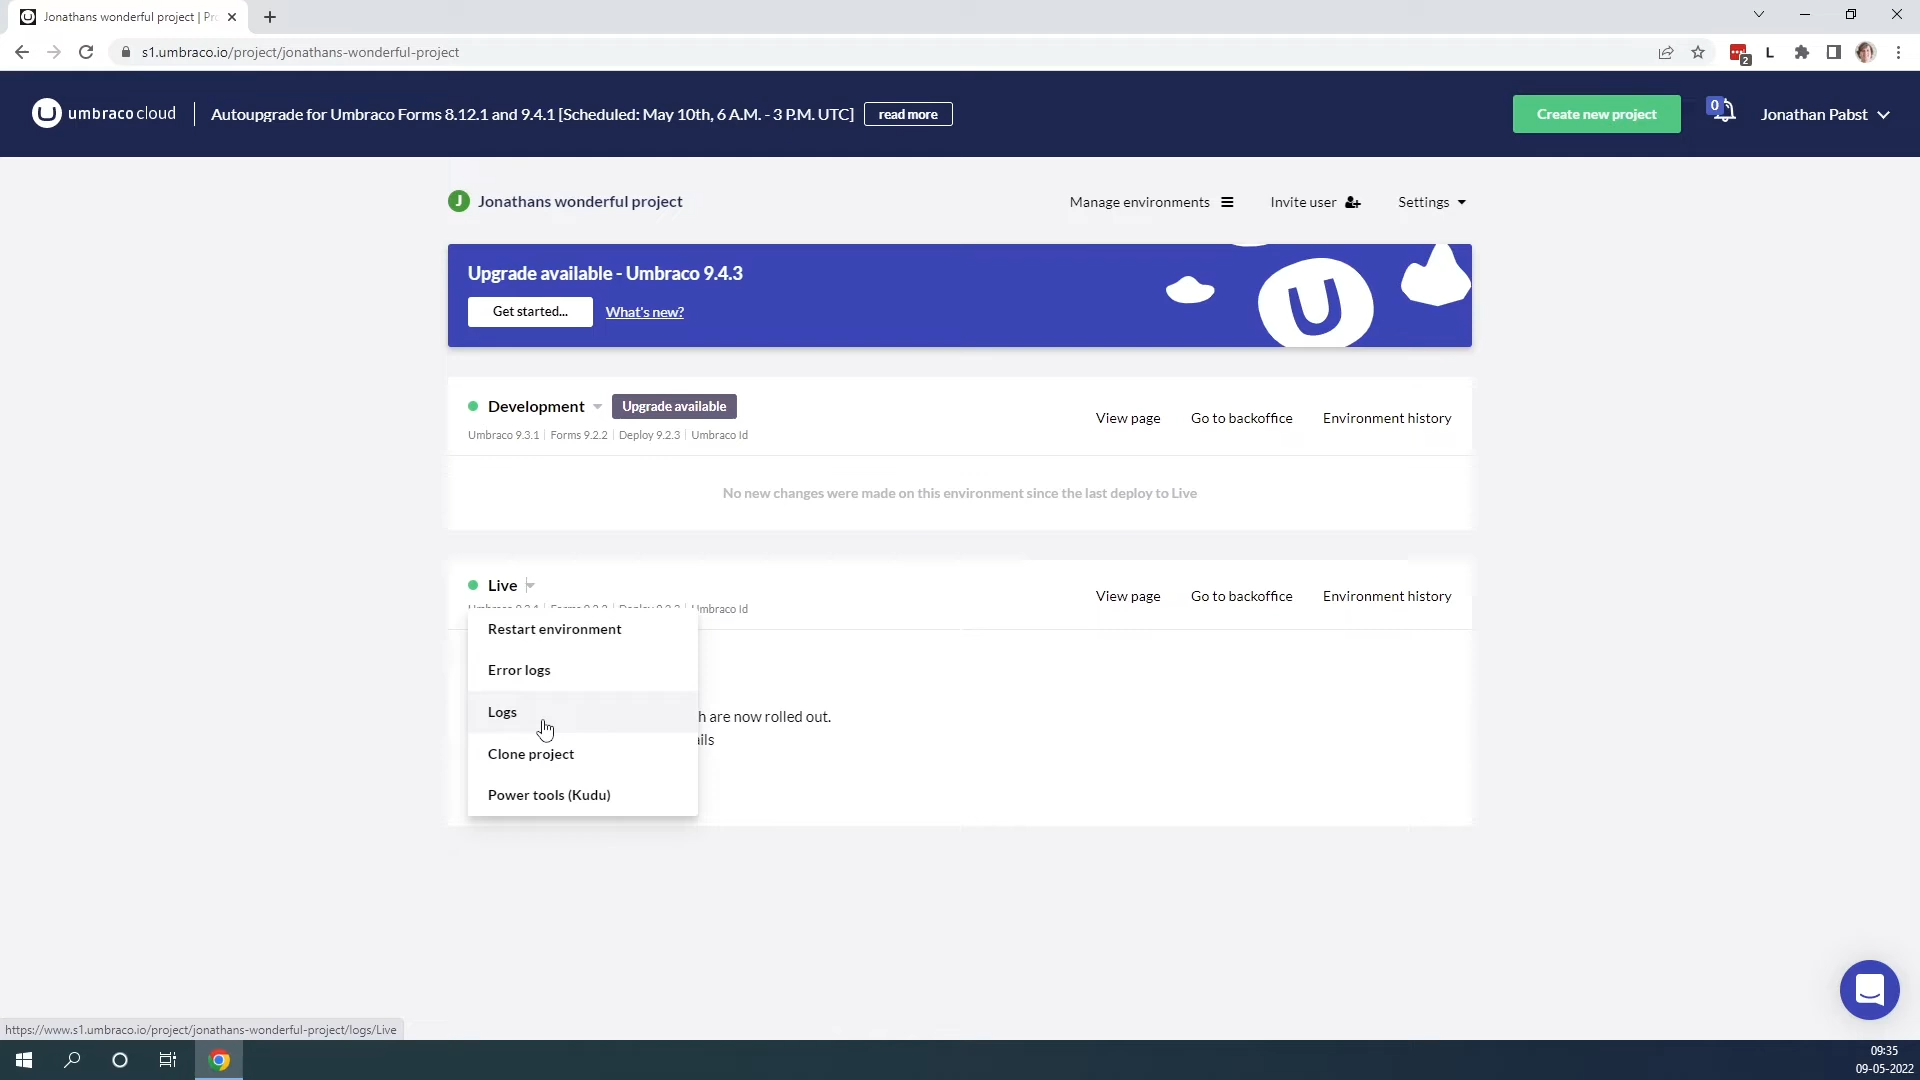 Jonathans wonderful project | Pro
s1.umbraco.io/project/jonathans-wonderful-project
2
L
umbraco cloud
Autoupgrade for Umbraco Forms 8.12.1 and 9.4.1 [Scheduled: May 10th, 6 A.M. - 3 P.M. UTC]
read more
Create new project
0
Jonathan Pabst
J
Jonathans wonderful project
Manage environments
Invite user
Settings
Upgrade available - Umbraco 9.4.3
Get started...
What's new?
Development
Upgrade available
Umbraco 9.3.1 | Forms 9.2.2 | Deploy 9.2.3 | Umbraco Id
View page
Go to backoffice
Environment history
No new changes were made on this environment since the last deploy to Live
Live
Umbraco Id
View page
Go to backoffice
Environment history
Restart environment
Error logs
Logs
h are now rolled out.
ils
Clone project
Power tools (Kudu)
https://www.s1.umbraco.io/project/jonathans-wonderful-project/logs/Live
09:35
09-05-2022